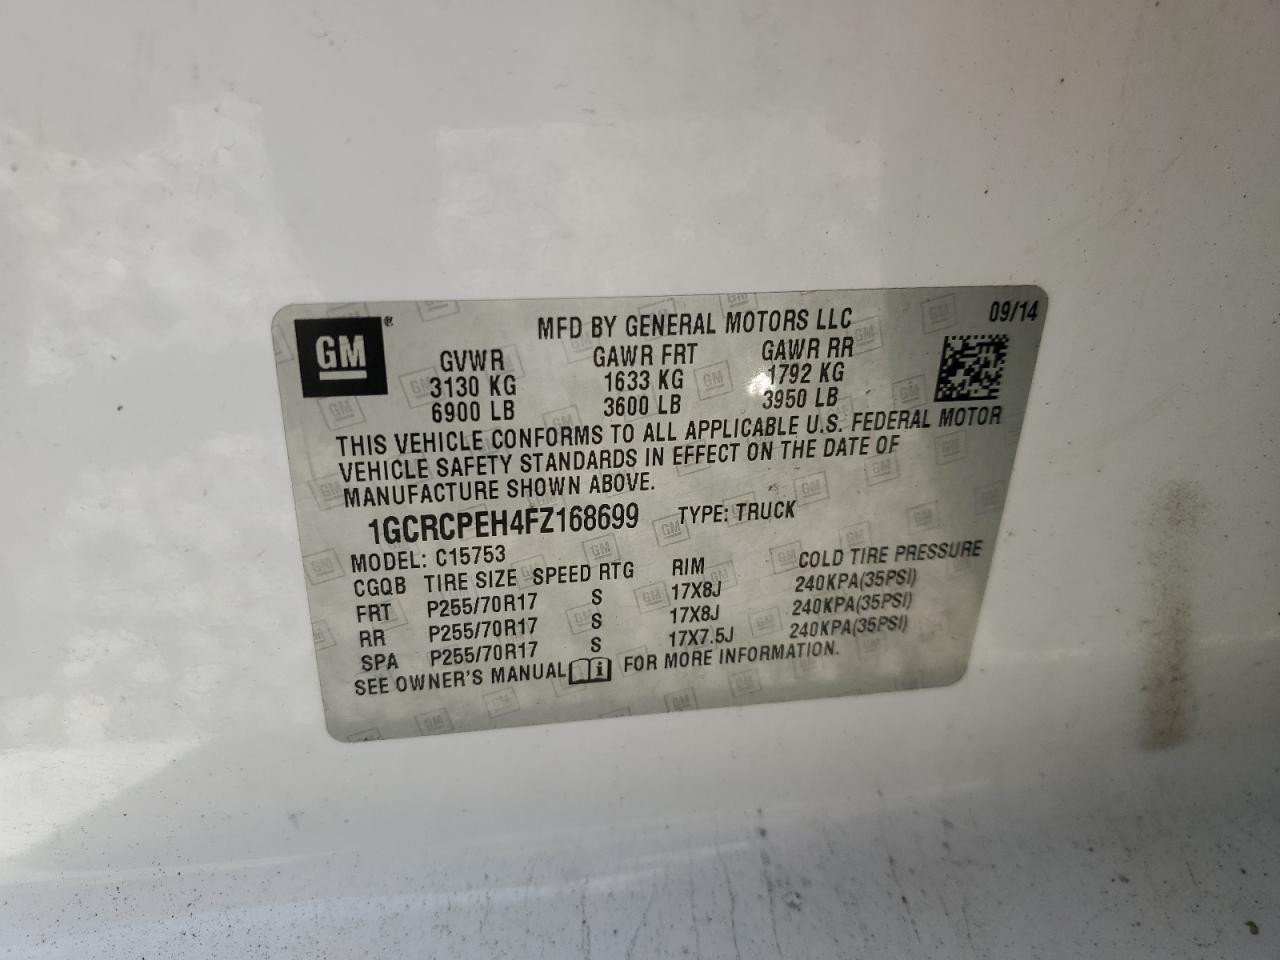 GM®
MFD BY GENERAL MOTORS LLC 09/14
GVWR GAWR FRT GAWR RR
3130 KG 1633 KG 1792 KG
6900 LB 3600 LB 3950 LB
THIS VEHICLE CONFORMS TO ALL APPLICABLE U.S. FEDERAL MOTOR
VEHICLE SAFETY STANDARDS IN EFFECT ON THE DATE OF
MANUFACTURE SHOWN ABOVE.
1GCRCPEH4FZ168699 TYPE: TRUCK
MODEL: C15753
CGQB TIRE SIZE SPEED RTG RIM COLD TIRE PRESSURE
FRT P255/70R17 S 17X8J 240KPA(35PSI)
RR P255/70R17 S 17X8J 240KPA(35PSI)
SPA P255/70R17 S 17X7.5J 240KPA(35PSI)
SEE OWNER'S MANUAL FOR MORE INFORMATION.